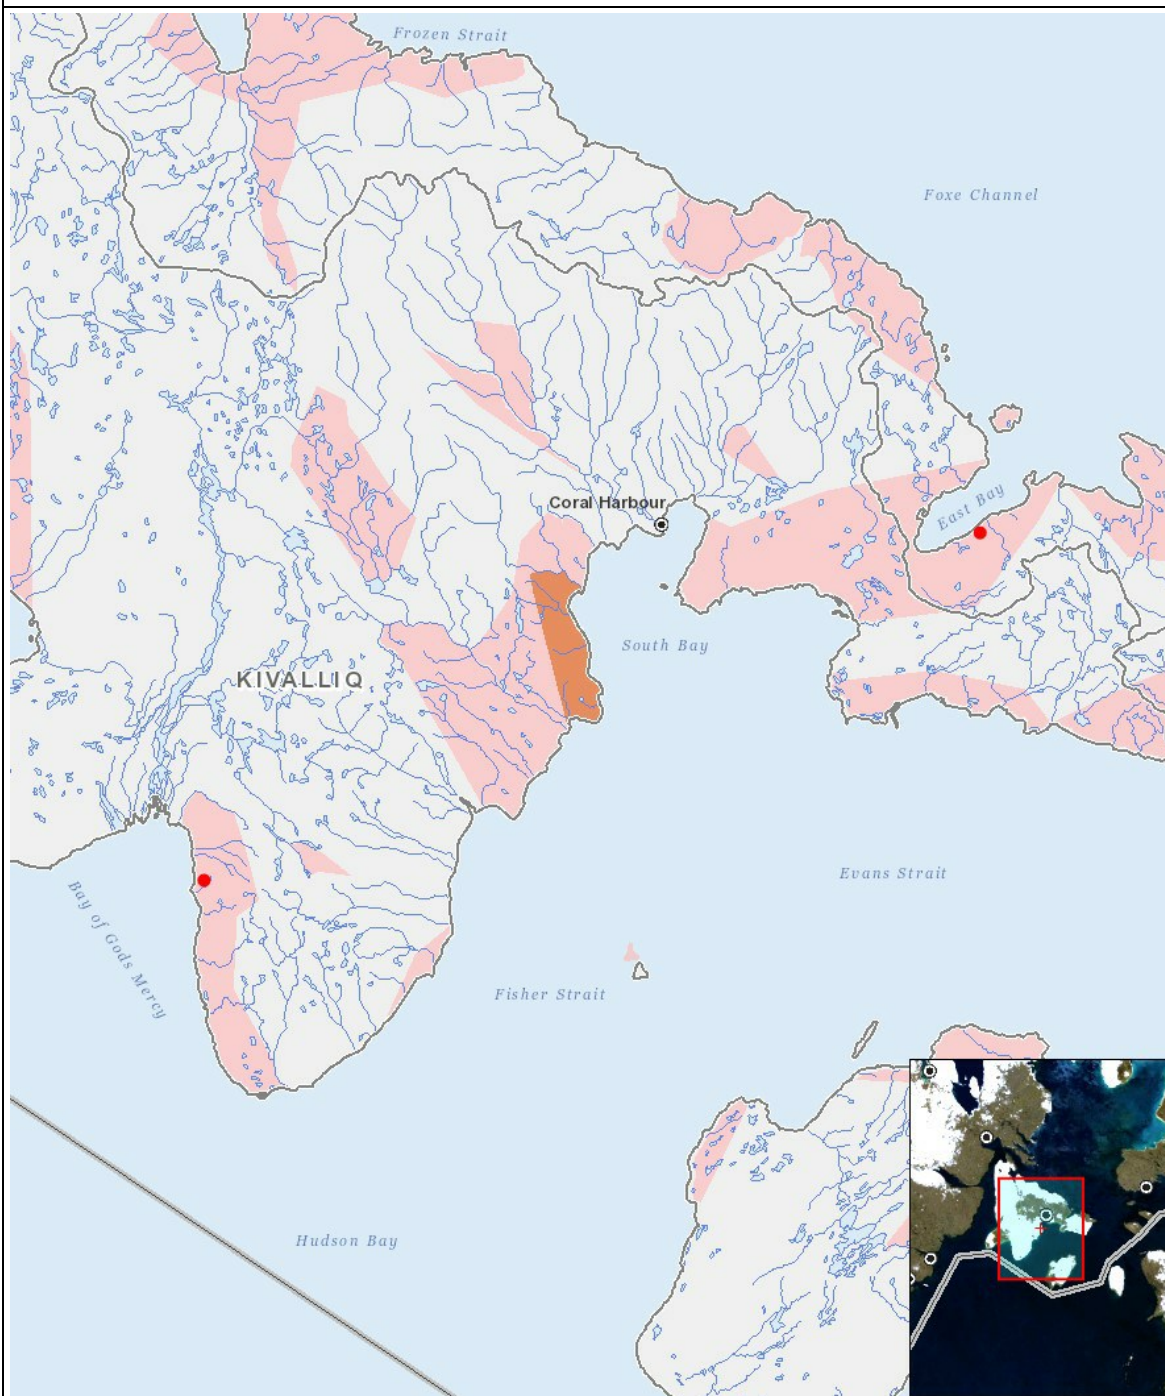 Frozen Strait
Foxe Channel
Coral Harbour
East Bay
South Bay
KIVALLIQ
Evans Strait
Bay of Gods Mercy
Fisher Strait
Hudson Bay